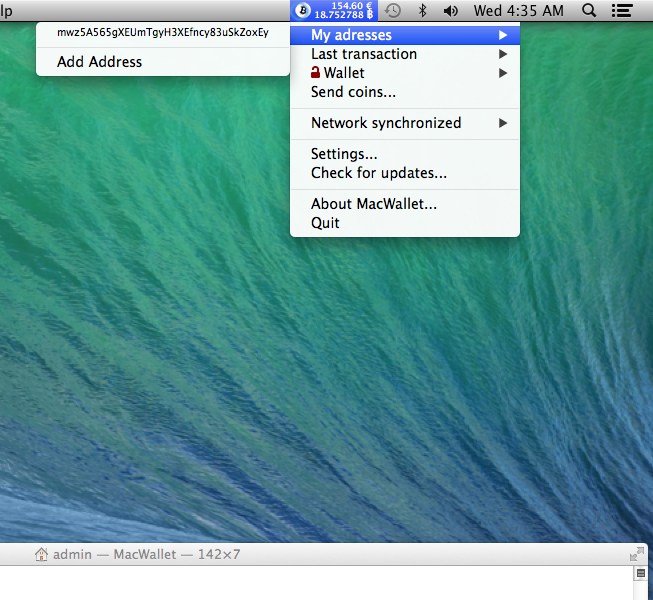 lp
154.60 €
18.752788 ฿
Wed 4:35 AM
My adresses
mwz5A565gXEUmTgyH3XEfncy83uSkZoxEy
Add Address
Last transaction
Wallet
Send coins...
Network synchronized
Settings...
Check for updates...
About MacWallet...
Quit
admin — MacWallet — 142×7